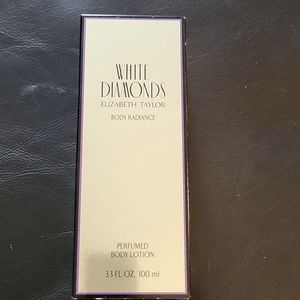 WHITE
DIAMONDS
ELIZABETH TAYLOR
BODY RADIANCE
PERFUMED
BODY LOTION
3.3 FL. OZ. 100 ml